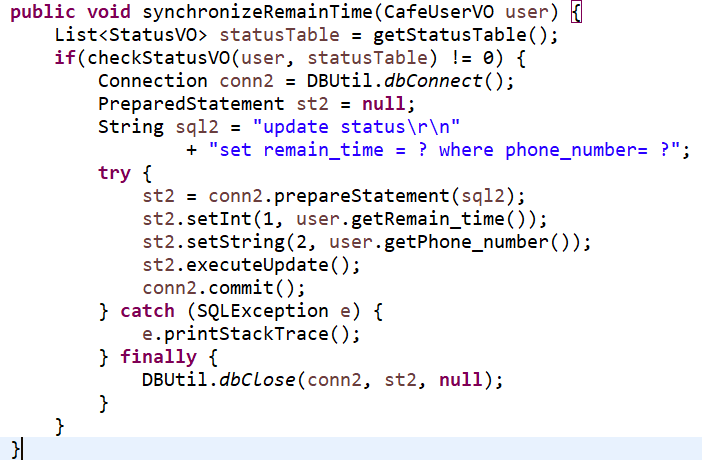 public void synchronizeRemainTime(CafeUserVO user) {
    List<StatusVO> statusTable = getStatusTable();
    if(checkStatusVO(user, statusTable) != 0) {
        Connection conn2 = DBUtil.dbConnect();
        PreparedStatement st2 = null;
        String sql2 = "update status\r\n"
                + "set remain_time = ? where phone_number= ?";
        try {
            st2 = conn2.prepareStatement(sql2);
            st2.setInt(1, user.getRemain_time());
            st2.setString(2, user.getPhone_number());
            st2.executeUpdate();
            conn2.commit();
        } catch (SQLException e) {
            e.printStackTrace();
        } finally {
            DBUtil.dbClose(conn2, st2, null);
        }
    }
}